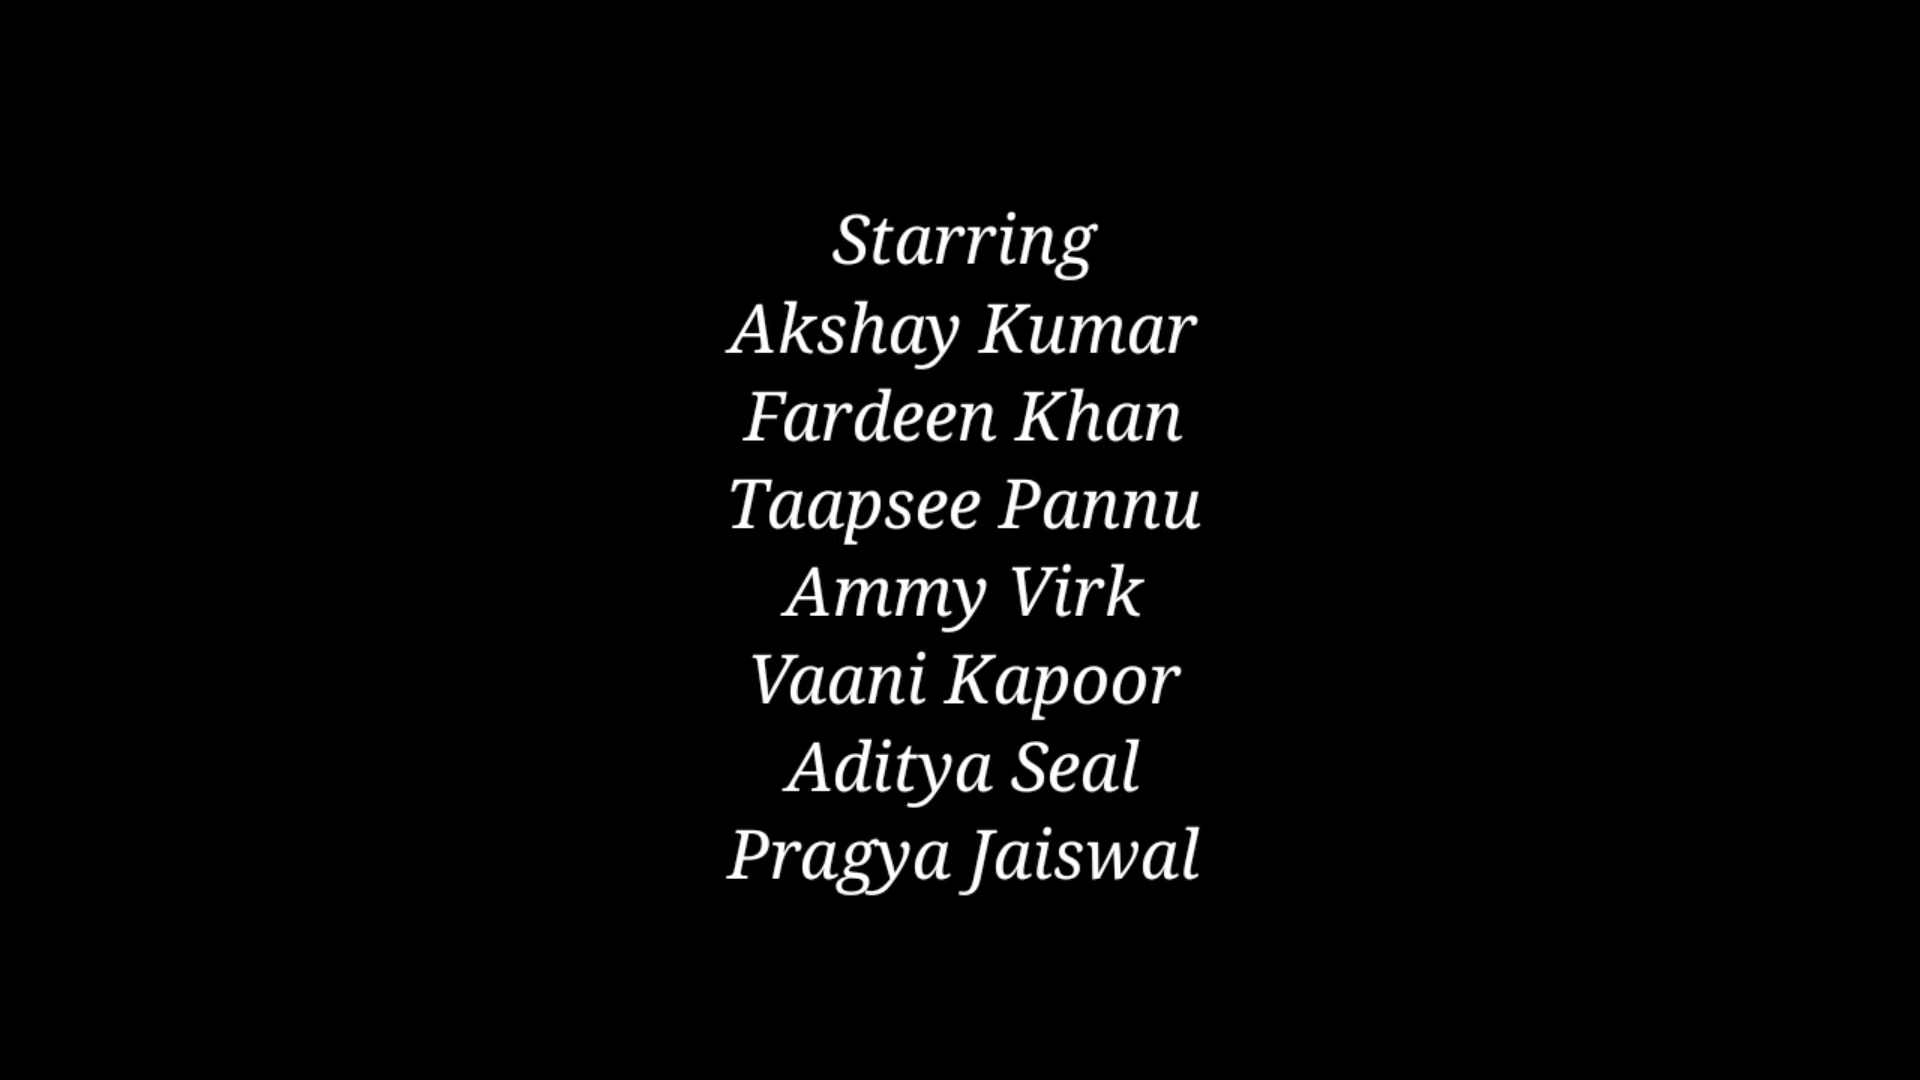 Starring
Akshay Kumar
Fardeen Khan
Taapsee Pannu
Ammy Virk
Vaani Kapoor
Aditya Seal
Pragya Jaiswal